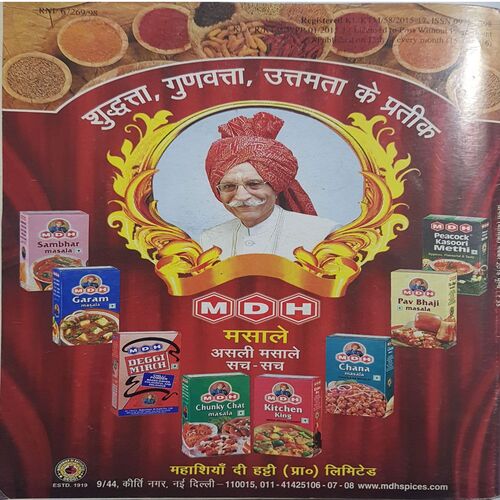 KNL 6/269/98
Registered
शुद्धता, गुणवत्ता, उत्तमता के प्रतीक
MDH
मसाले
असली मसाले
सच - सच
MDH
Sambhar
masala
MDH
Garam
masala
MDH
DEGGI
MIRCH
MDH
Chunky Chat
masala
MDH
Kitchen
King
MDH
Chana
masala
MDH
Pav Bhaji
masala
MDH
Peacock
Kasoori
Methi
महाशियाँ दी हट्टी (प्रा०) लिमिटेड
ESTD. 1919
9/44, कीर्ति नगर, नई दिल्ली - 110015, 011-41425106 - 07 - 08 www.mdhspices.com